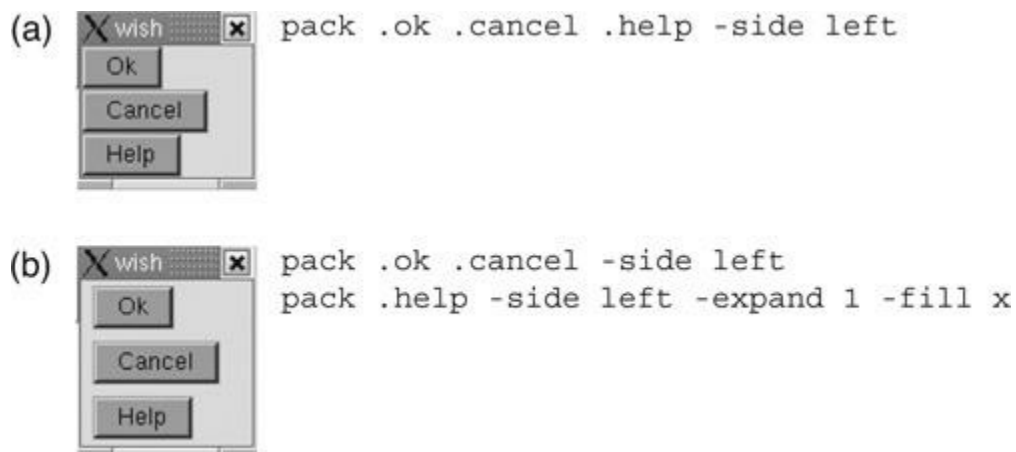 (a) wish pack .ok .cancel .help -side left
Ok
Cancel
Help
(b) wish pack .ok .cancel -side left
pack .help -side left -expand 1 -fill x
Ok
Cancel
Help